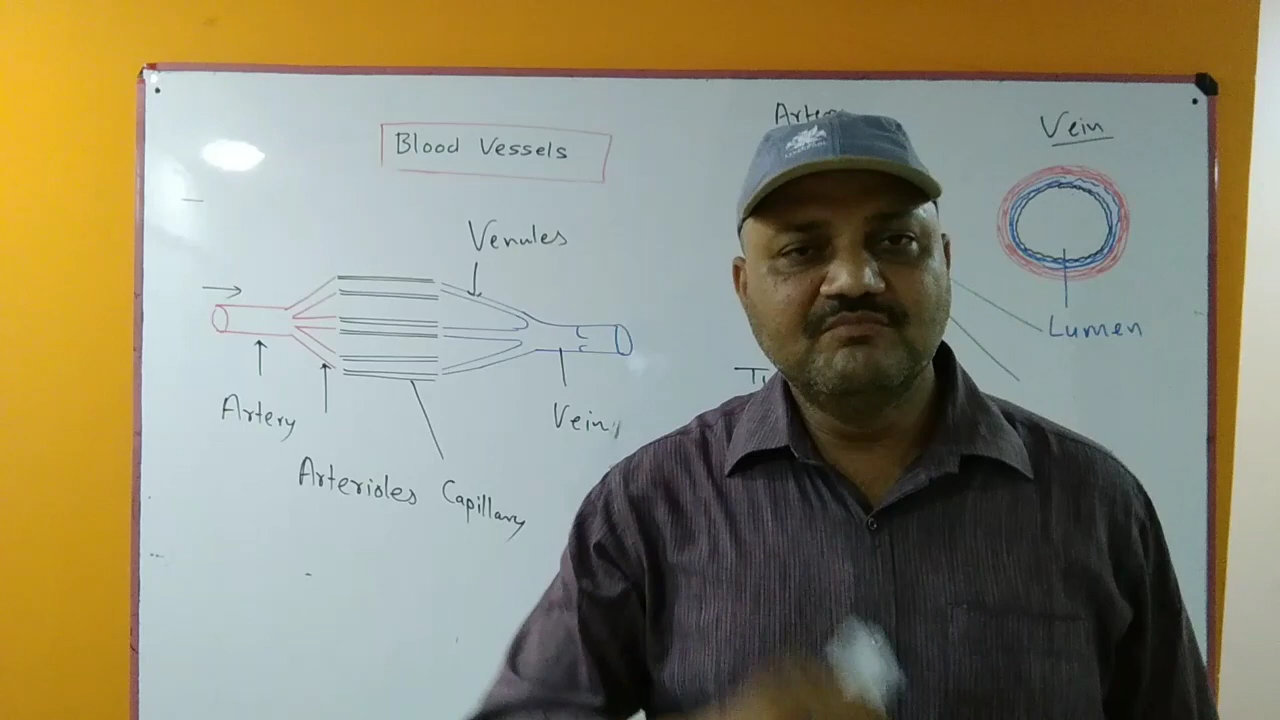 Blood Vessels
Vein
Venules
Lumen
Artery
Vein
Arterioles
Capillary